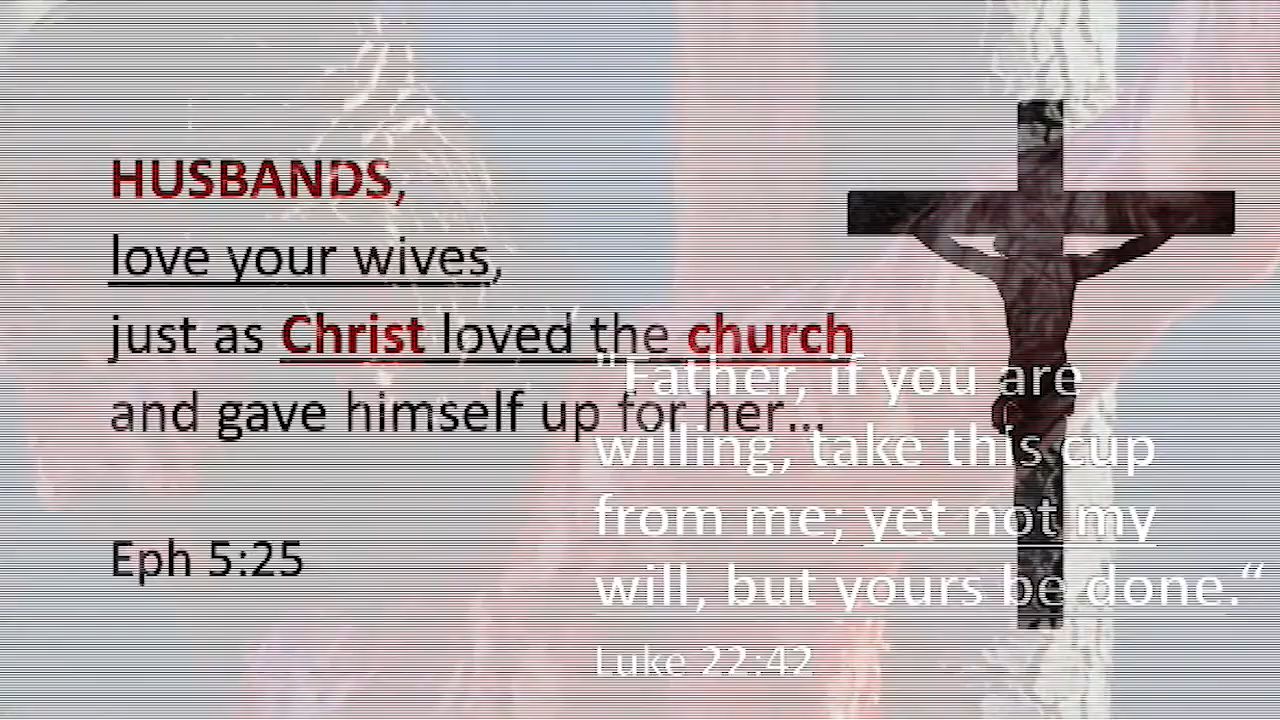 HUSBANDS,
love your wives,
just as Christ loved the church
and gave himself up for her...
Eph 5:25
"Father, if you are
willing, take this cup
from me; yet not my
will, but yours be done.“
Luke 22:42